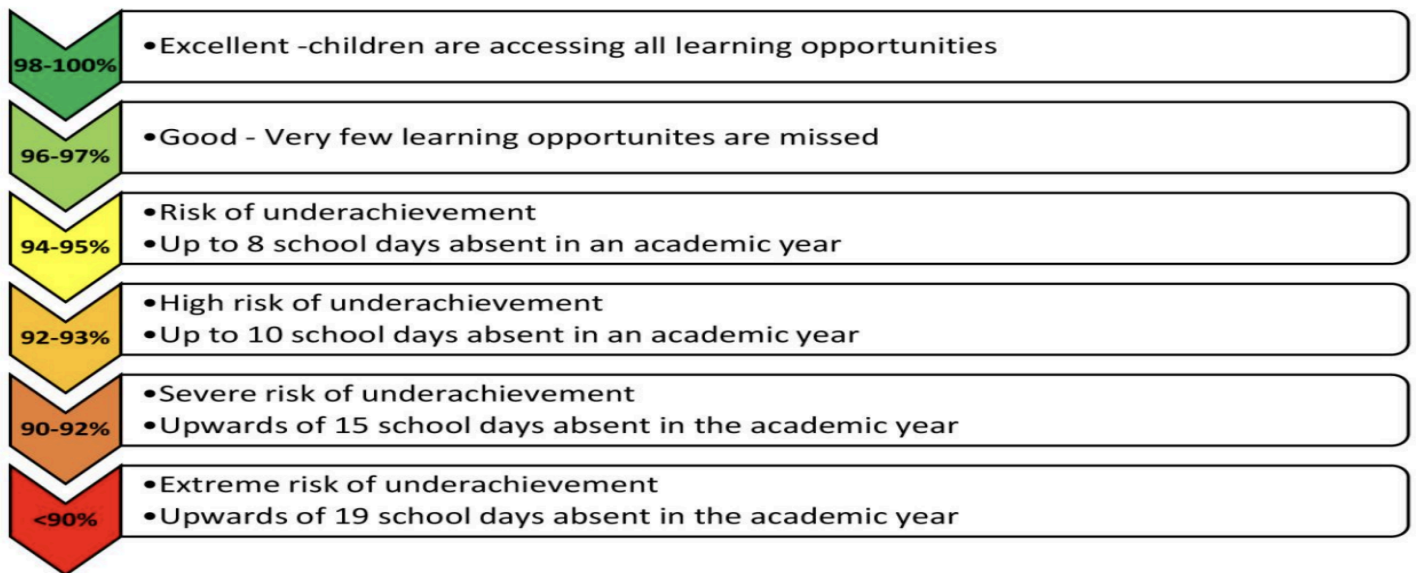 98-100%
•Excellent -children are accessing all learning opportunities
96-97%
•Good - Very few learning opportunites are missed
94-95%
•Risk of underachievement
•Up to 8 school days absent in an academic year
92-93%
•High risk of underachievement
•Up to 10 school days absent in an academic year
90-92%
•Severe risk of underachievement
•Upwards of 15 school days absent in the academic year
<90%
•Extreme risk of underachievement
•Upwards of 19 school days absent in the academic year